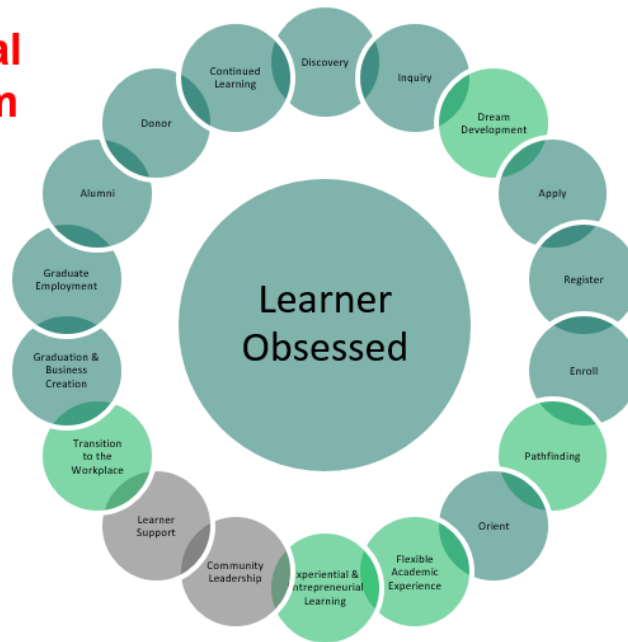 al
m
Discovery
Inquiry
Dream
Development
Apply
Register
Enroll
Pathfinding
Orient
Flexible
Academic
Experience
xperiential &
ntrepreneurial
Learning
Community
Leadership
Learner
Support
Transition
to the
Workplace
Graduation &
Business
Creation
Graduate
Employment
Alumni
Donor
Continued
Learning
Learner
Obsessed